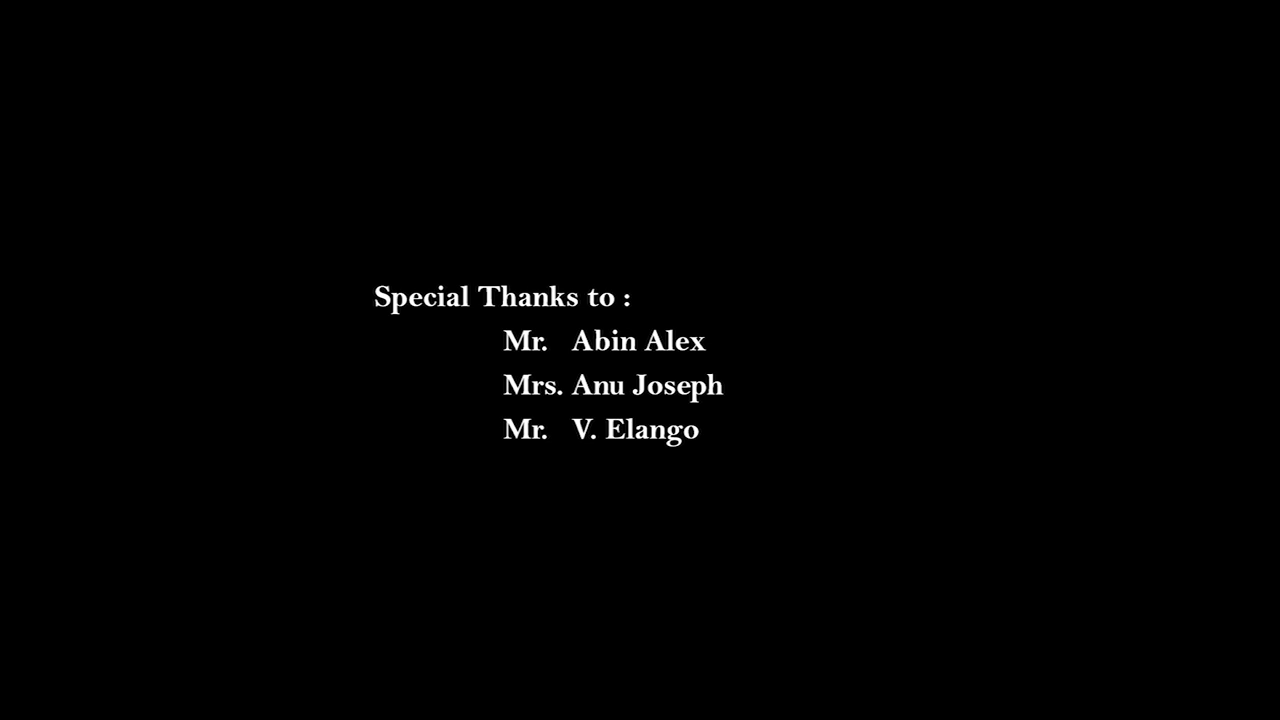 Special Thanks to :
Mr. Abin Alex
Mrs. Anu Joseph
Mr. V. Elango